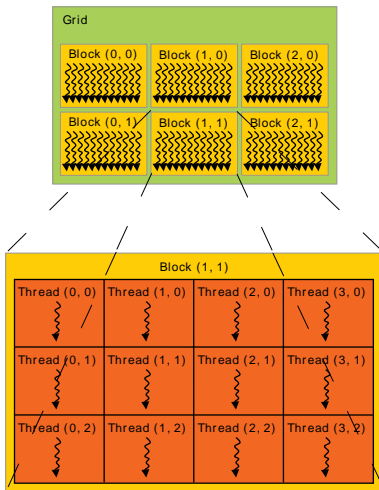 Grid
Block (0, 0) Block (1, 0) Block (2, 0)
Block (0, 1) Block (1, 1) Block (2, 1)
Block (1, 1)
Thread (0, 0) Thread (1, 0) Thread (2, 0) Thread (3, 0)
Thread (0, 1) Thread (1, 1) Thread (2, 1) Thread (3, 1)
Thread (0, 2) Thread (1, 2) Thread (2, 2) Thread (3, 2)